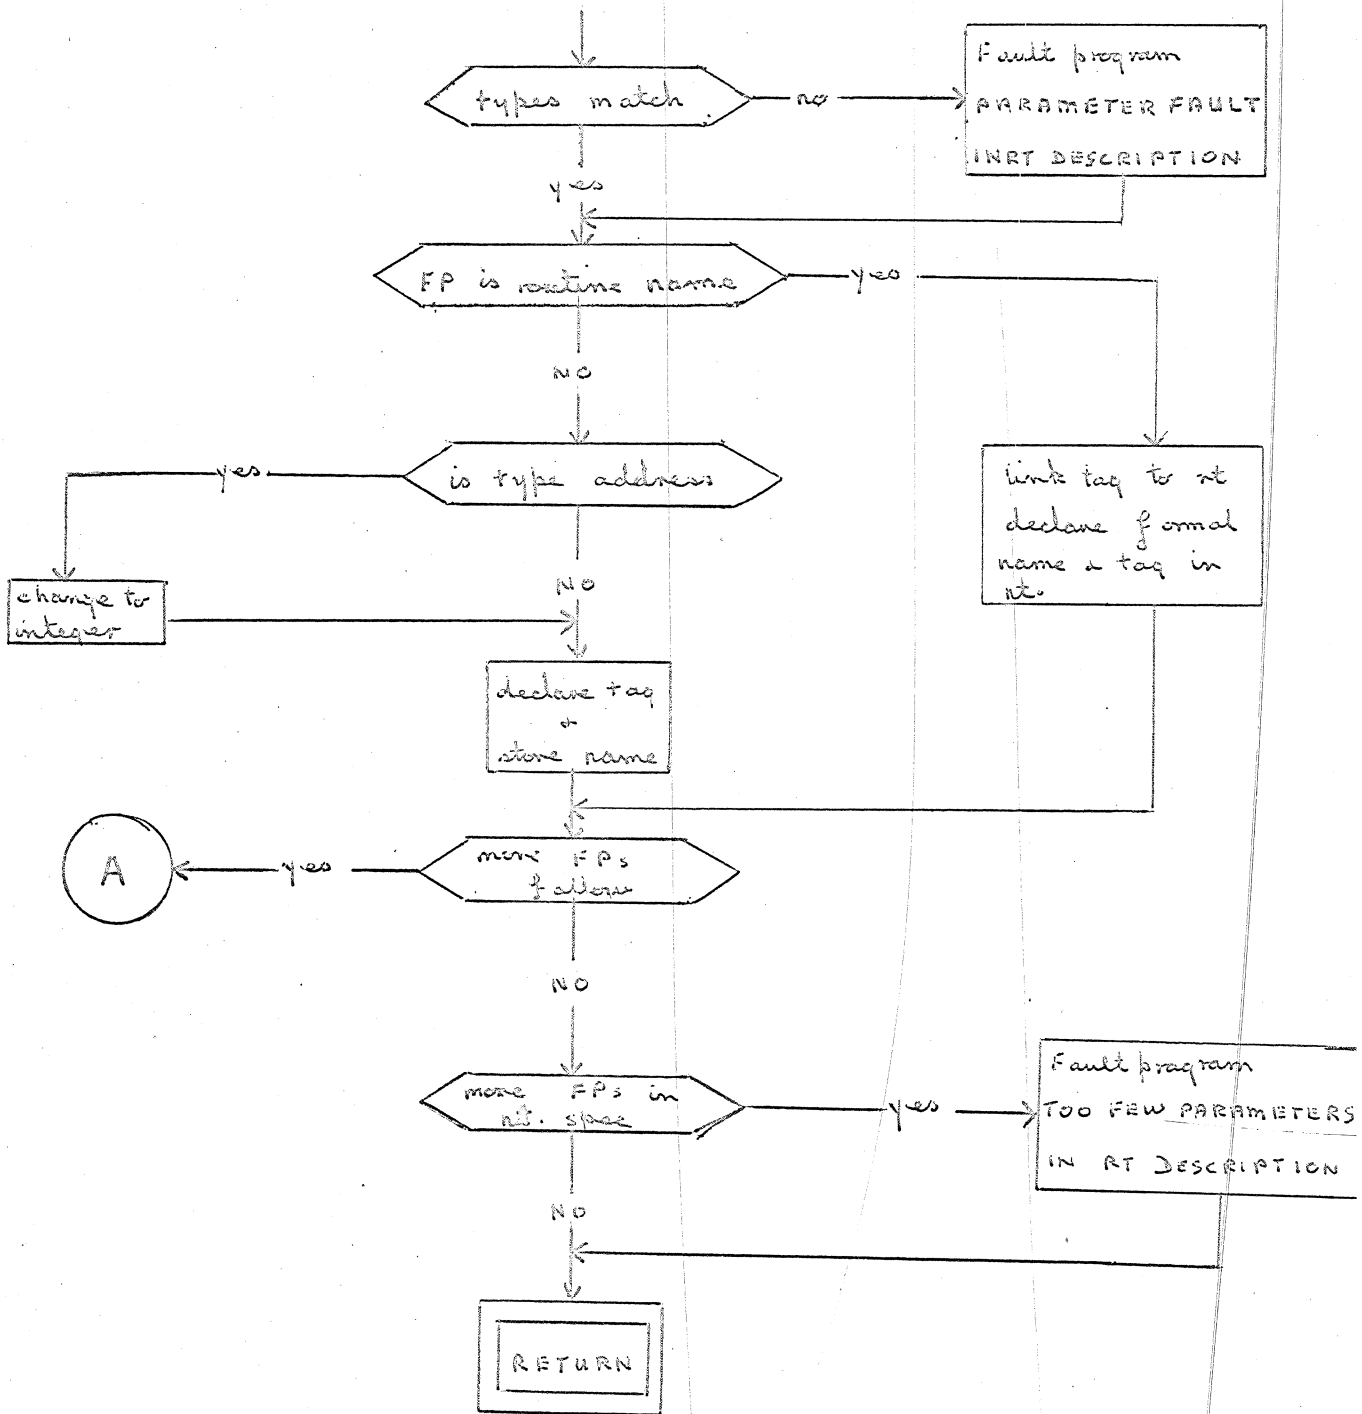 types match
no
Fault program
PARAMETER FAULT
IN RT DESCRIPTION
yes
FP is routine name
yes
NO
is type address
yes
link tag to rt
declare formal
name & tag in
rt.
NO
change to
integer
declare tag
+
store name
more FPs
follow
yes
A
NO
more FPs in
rt. spec
yes
Fault program
TOO FEW PARAMETERS
IN RT DESCRIPTION
NO
RETURN